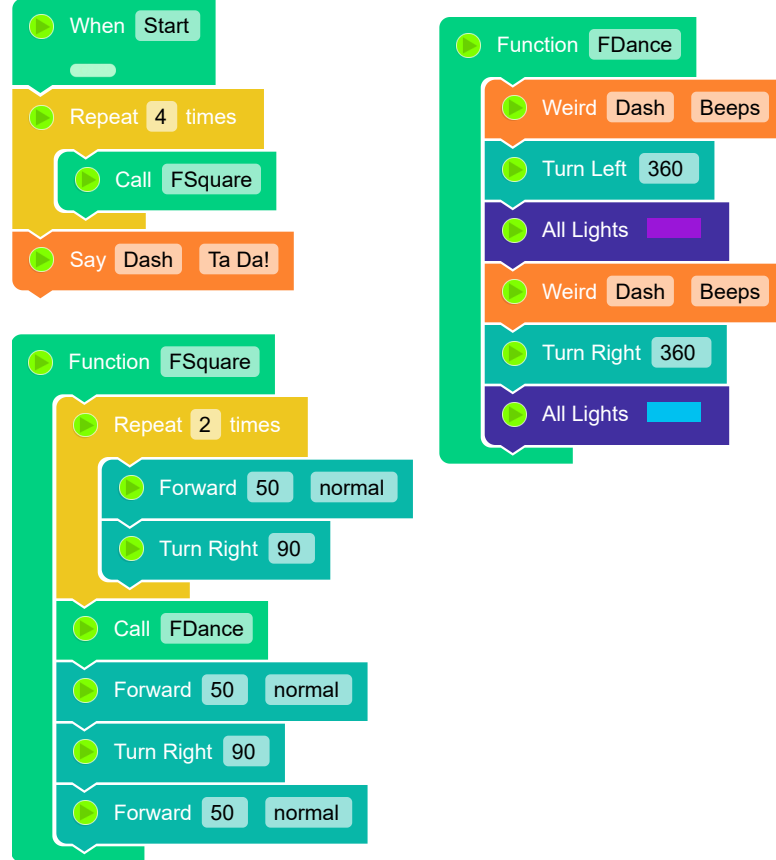 When Start
Repeat 4 times
Call FSquare
Say Dash Ta Da!
Function FSquare
Repeat 2 times
Forward 50 normal
Turn Right 90
Call FDance
Forward 50 normal
Turn Right 90
Forward 50 normal
Function FDance
Weird Dash Beeps
Turn Left 360
All Lights
Weird Dash Beeps
Turn Right 360
All Lights